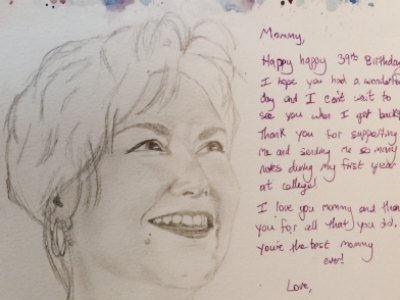 Mommy,
Happy happy 39th Birthday
I hope you had a wonderful
day and I can't wait to
see you when I get back!
Thank you for supporting
me and sending me so many
notes during my first year
at college!
I love you mommy and thank
you for all that you did.
You're the best mommy
ever!
Love,